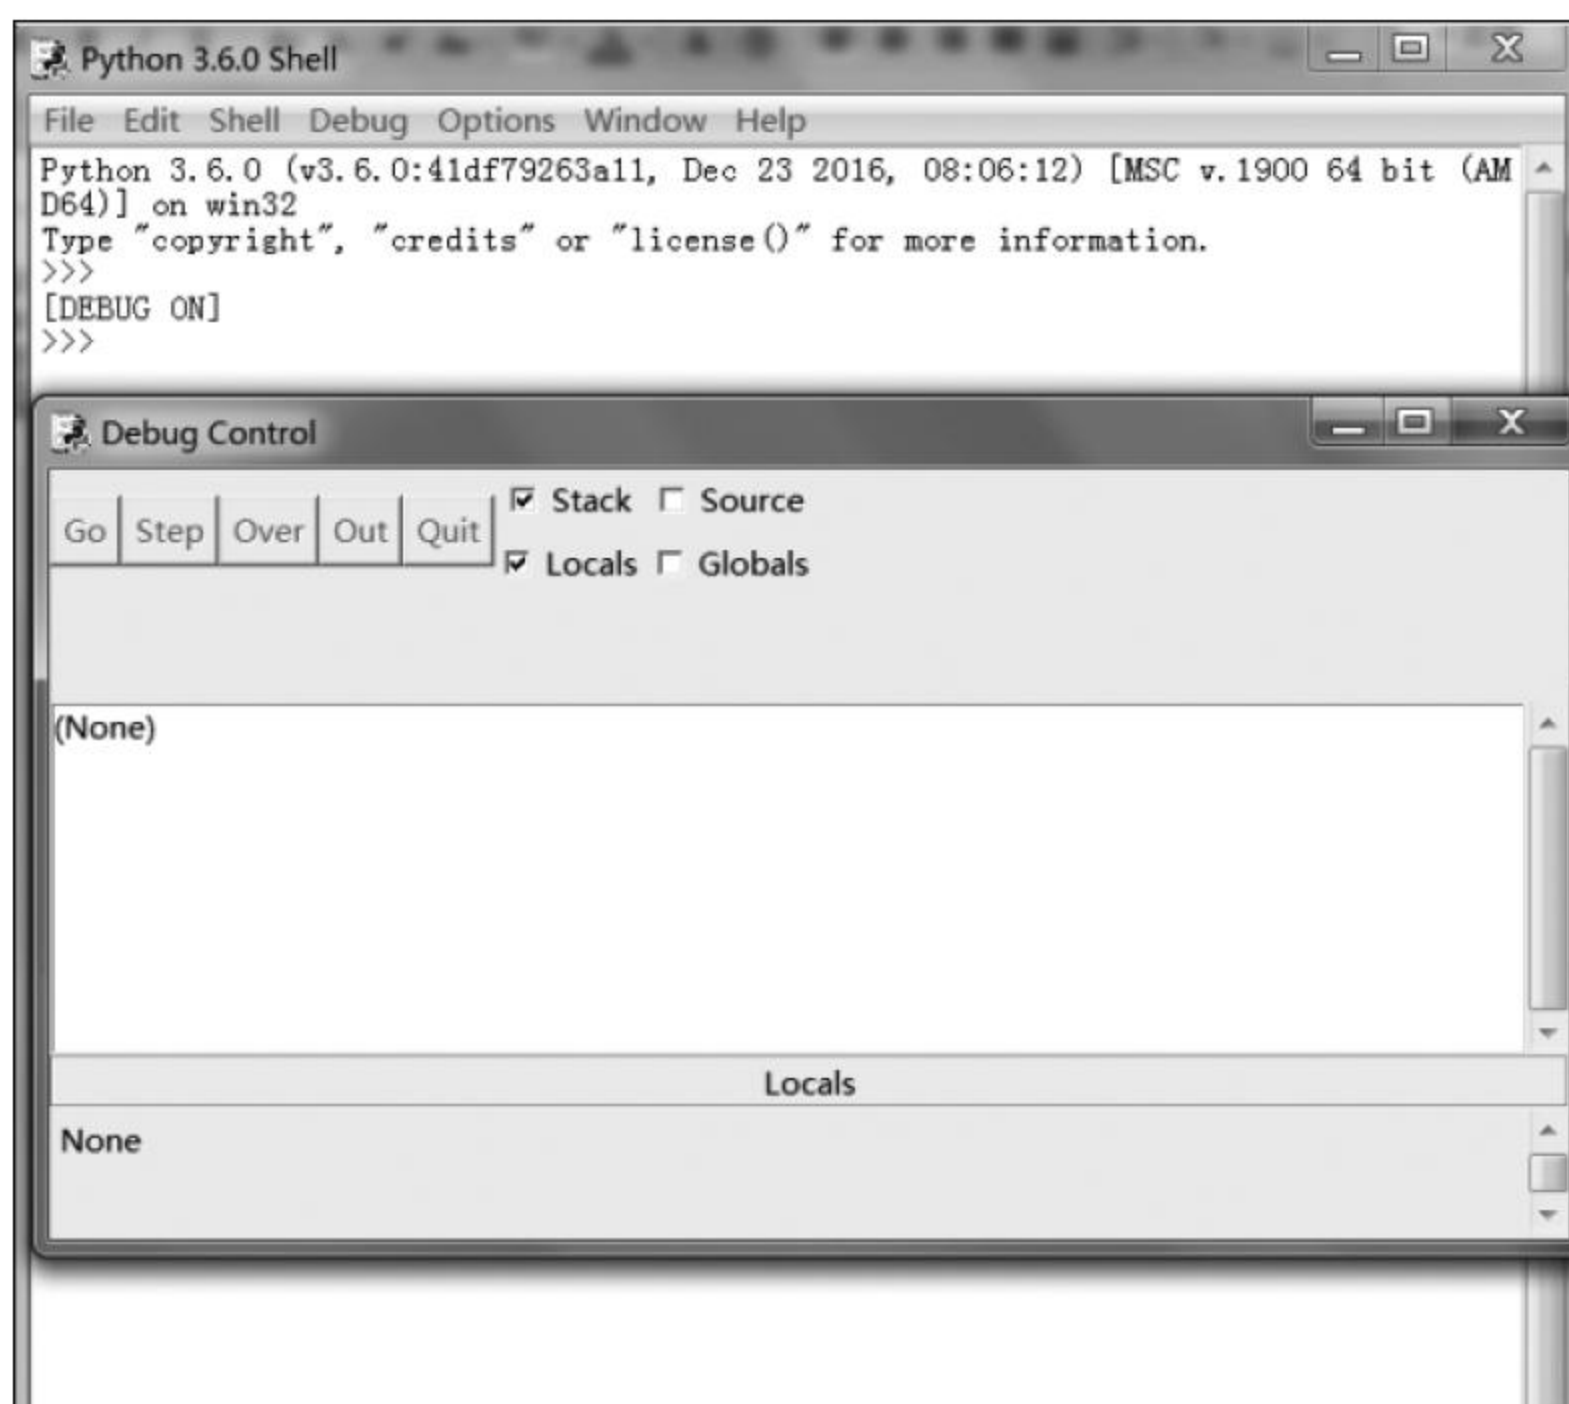 Python 3.6.0 Shell
File Edit Shell Debug Options Window Help
Python 3.6.0 (v3.6.0:41df79263a11, Dec 23 2016, 08:06:12) [MSC v.1900 64 bit (AM
D64)] on win32
Type "copyright", "credits" or "license()" for more information.
>>>
[DEBUG ON]
>>>
Debug Control
Go Step Over Out Quit
Stack Source
Locals Globals
(None)
Locals
None